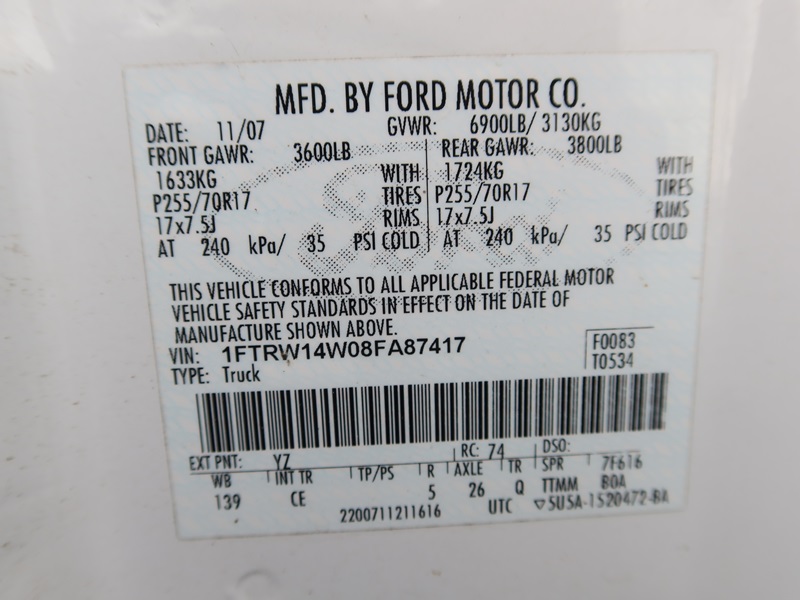 MFD. BY FORD MOTOR CO.
DATE: 11/07 GVWR: 6900LB/ 3130KG
FRONT GAWR: 3600LB REAR GAWR: 3800LB
1633KG WITH 1724KG WITH
P255/70R17 TIRES P255/70R17 TIRES
17x7.5J RIMS 17x7.5J RIMS
AT 240 kPa/ 35 PSI COLD AT 240 kPa/ 35 PSI COLD
THIS VEHICLE CONFORMS TO ALL APPLICABLE FEDERAL MOTOR
VEHICLE SAFETY STANDARDS IN EFFECT ON THE DATE OF
MANUFACTURE SHOWN ABOVE.
VIN: 1FTRW14W08FA87417 F0083
TYPE: Truck T0534
EXT PNT: YZ RC: 74 DSO:
WB INT TR TP/PS R AXLE TR SPR 7F616
139 CE 5 26 Q TTMM BOA
2200711211616 UTC ▽5U5A-1520472-BA